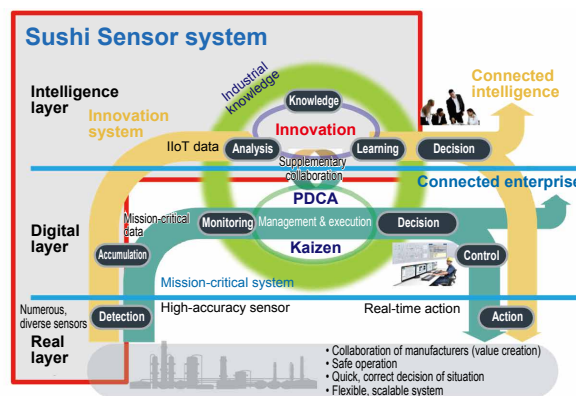 Sushi Sensor system
Intelligence
layer
Innovation
system
Industrial
knowledge
Knowledge
Innovation
IIoT data
Analysis
Learning
Decision
Connected
intelligence
Supplementary
collaboration
Connected enterprise
Digital
layer
Mission-critical
data
Monitoring
PDCA
Management & execution
Kaizen
Decision
Accumulation
Control
Mission-critical system
Numerous,
diverse sensors
Detection
High-accuracy sensor
Real-time action
Action
Real
layer
• Collaboration of manufacturers (value creation)
• Safe operation
• Quick, correct decision of situation
• Flexible, scalable system